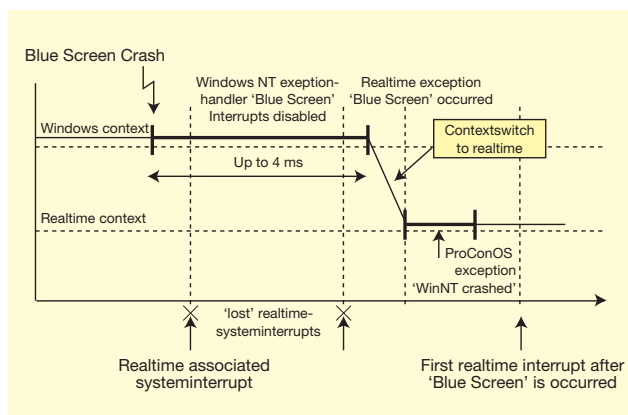 Blue Screen Crash
Windows NT exeption-
handler 'Blue Screen'
Interrupts disabled
Realtime exception
'Blue Screen' occurred
Windows context
Contextswitch
to realtime
Up to 4 ms
Realtime context
ProConOS
exception
'WinNT crashed'
'lost' realtime-
systeminterrupts
Realtime associated
systeminterrupt
First realtime interrupt after
'Blue Screen' is occurred